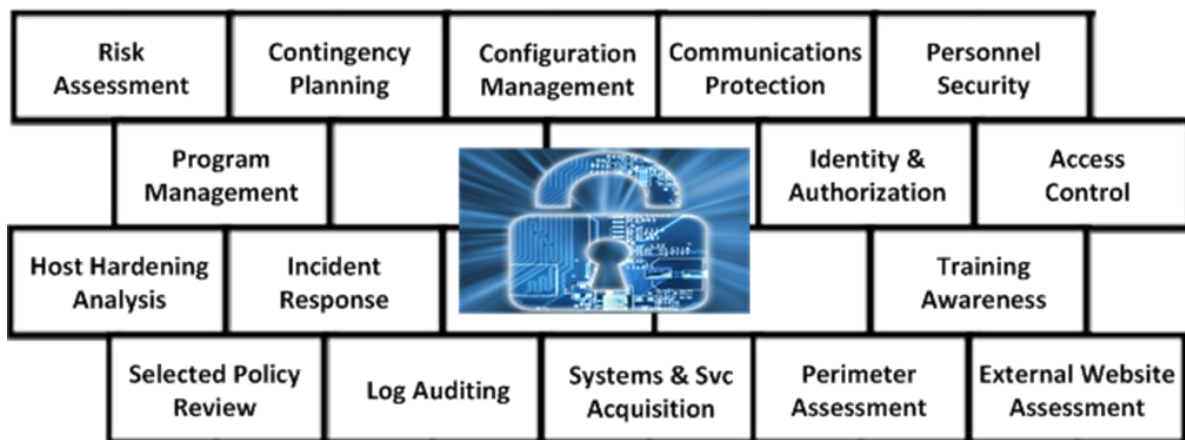 Risk
Assessment
Contingency
Planning
Configuration
Management
Communications
Protection
Personnel
Security
Program
Management
Identity &
Authorization
Access
Control
Host Hardening
Analysis
Incident
Response
Training
Awareness
Selected Policy
Review
Log Auditing
Systems & Svc
Acquisition
Perimeter
Assessment
External Website
Assessment